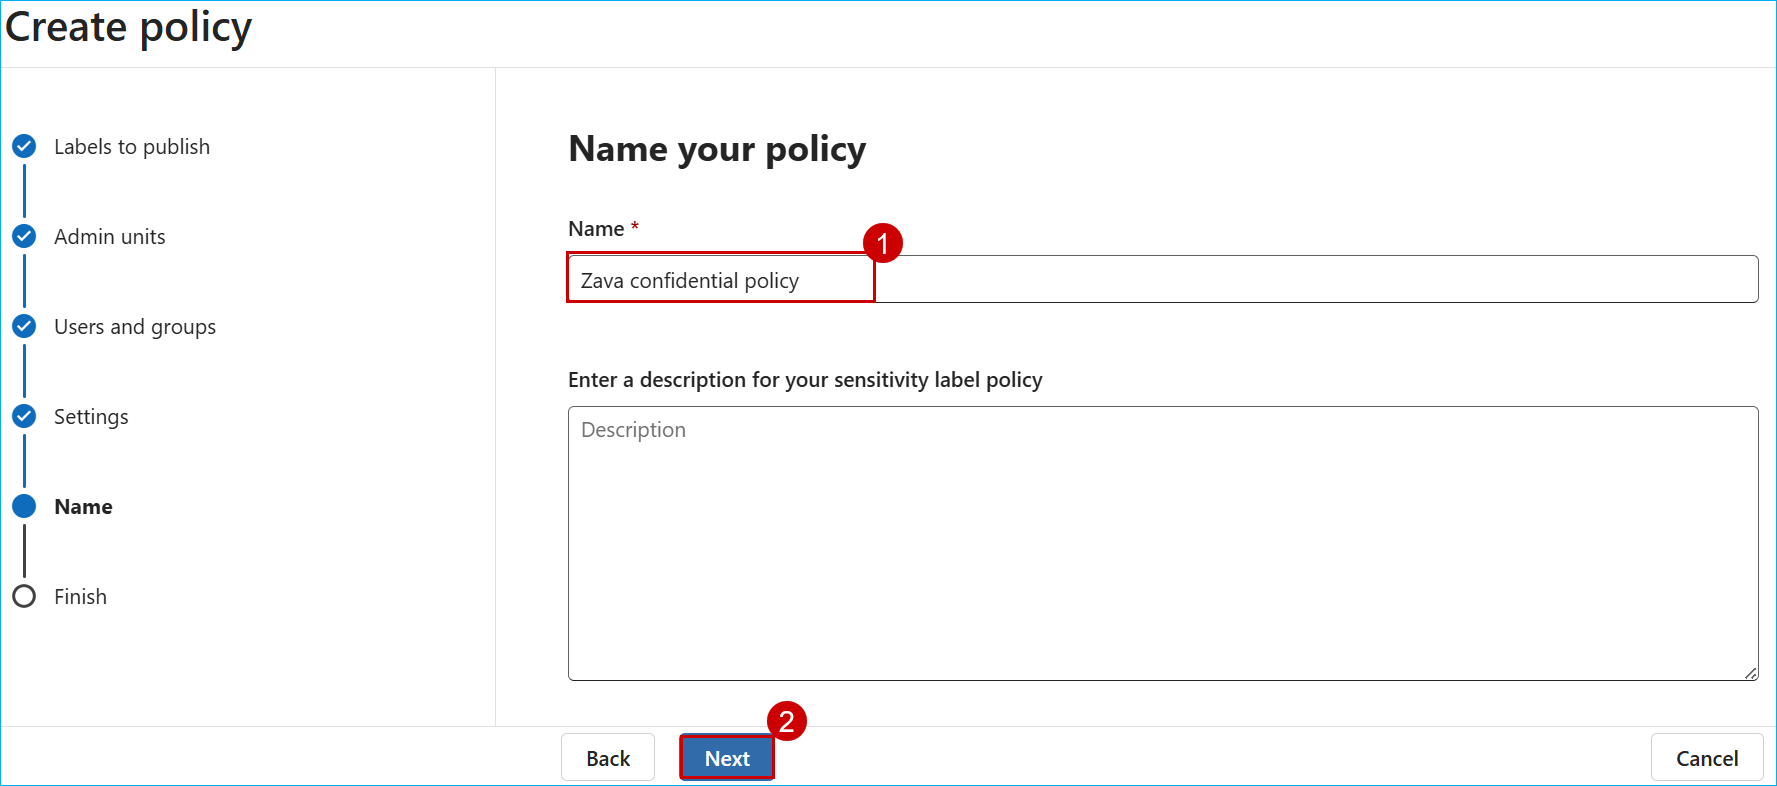 Create policy
Labels to publish
Admin units
Users and groups
Settings
Name
Finish
Name your policy
Name *
1
Zava confidential policy
Enter a description for your sensitivity label policy
Description
2
Back
Next
Cancel